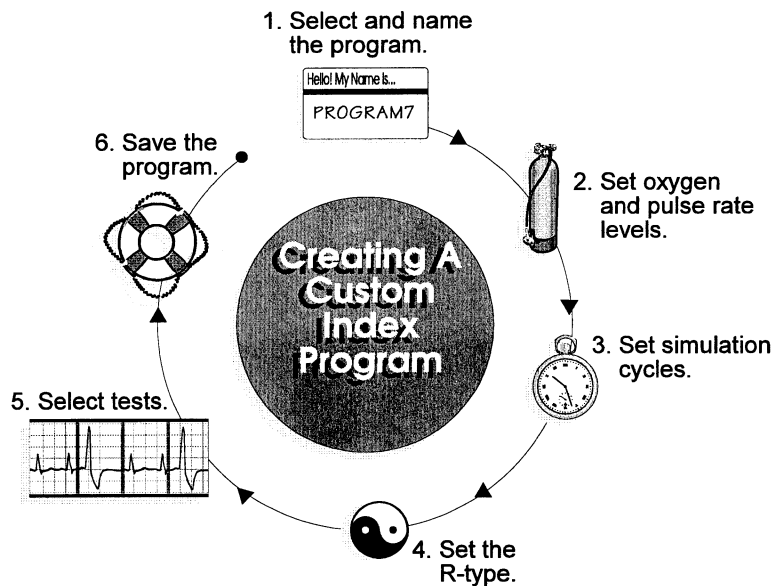 1. Select and name
the program.
Hello! My Name Is...
PROGRAM7
2. Set oxygen
and pulse rate
levels.
3. Set simulation
cycles.
4. Set the
R-type.
5. Select tests.
6. Save the
program.
Creating A
Custom
Index
Program